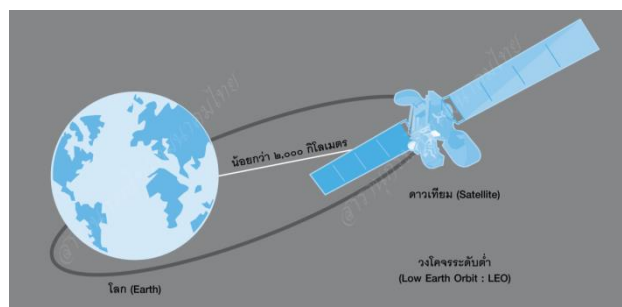 น้อยกว่า ๒,๐๐๐ กิโลเมตร
ดาวเทียม (Satellite)
วงโคจรระดับต่ำ
(Low Earth Orbit : LEO)
โลก (Earth)